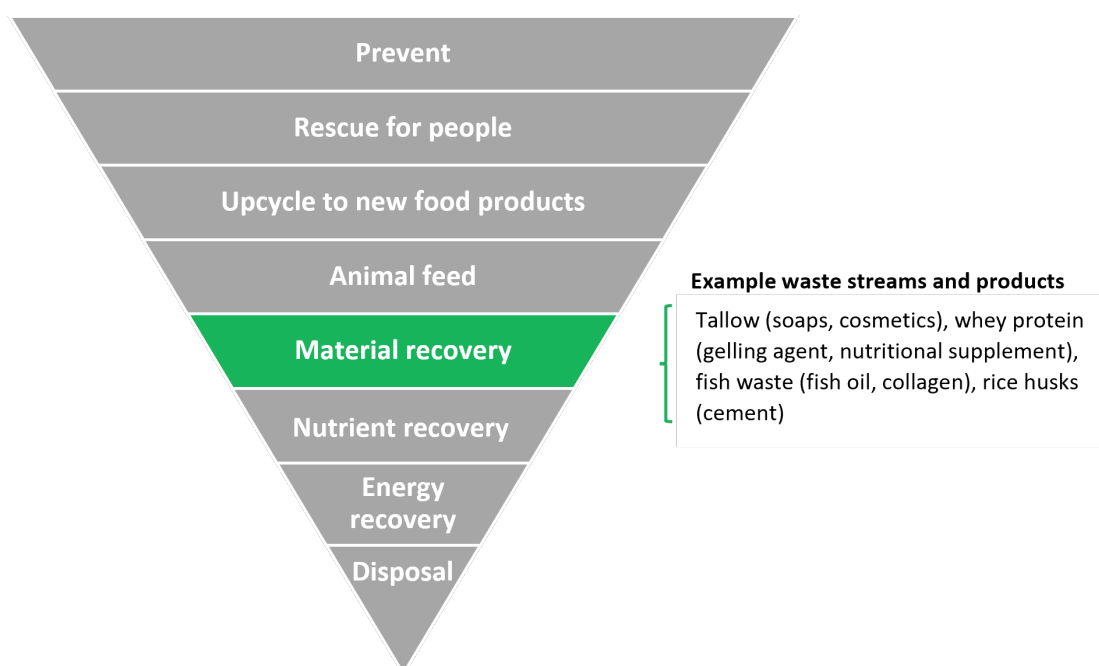 Prevent
Rescue for people
Upcycle to new food products
Animal feed
Example waste streams and products
Tallow (soaps, cosmetics), whey protein
(gelling agent, nutritional supplement),
fish waste (fish oil, collagen), rice husks
(cement)
Material recovery
Nutrient recovery
Energy
recovery
Disposal